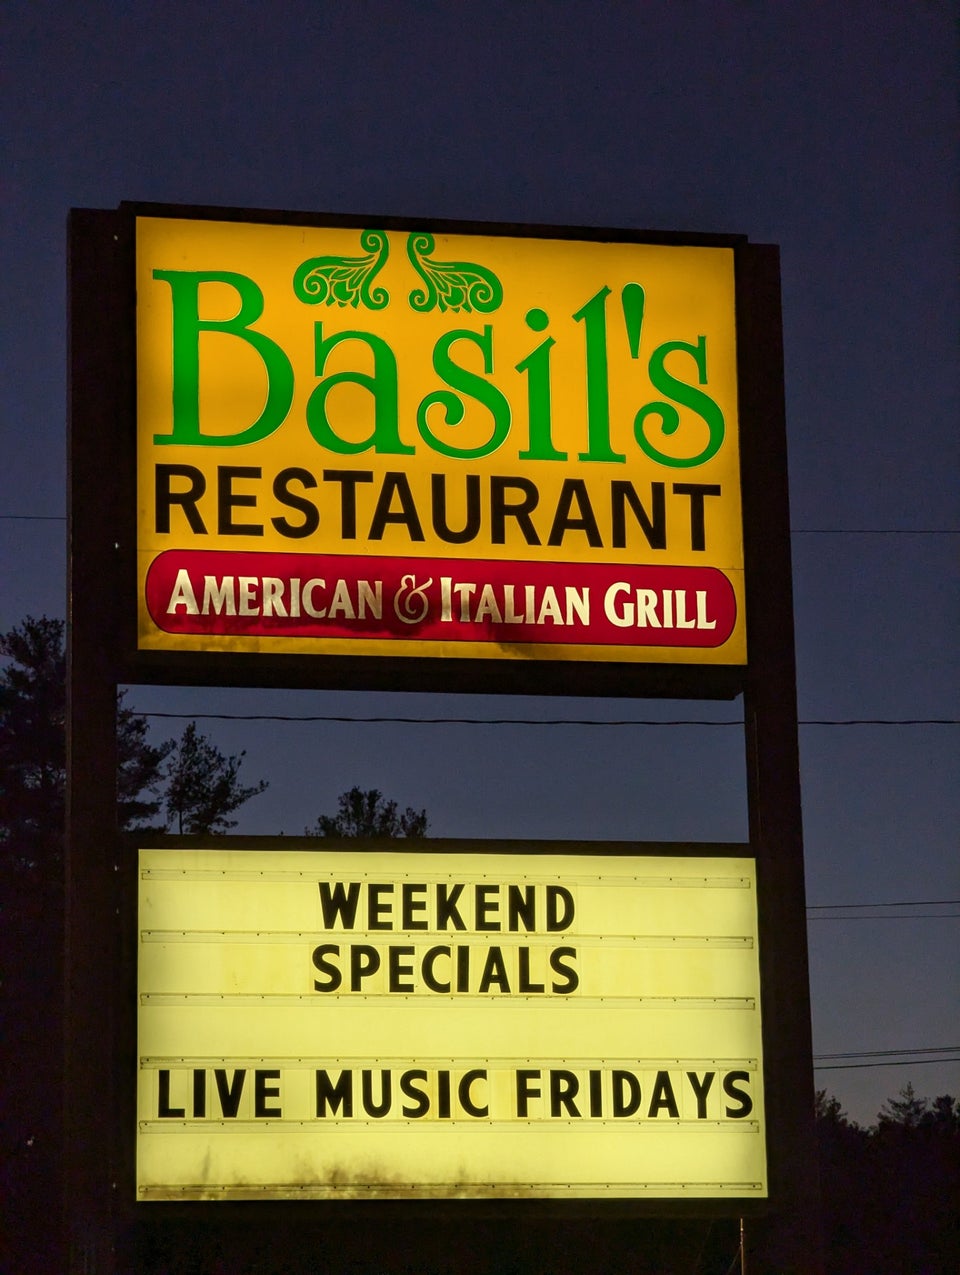 Basil's
RESTAURANT
AMERICAN & ITALIAN GRILL
WEEKEND
SPECIALS
LIVE MUSIC FRIDAYS